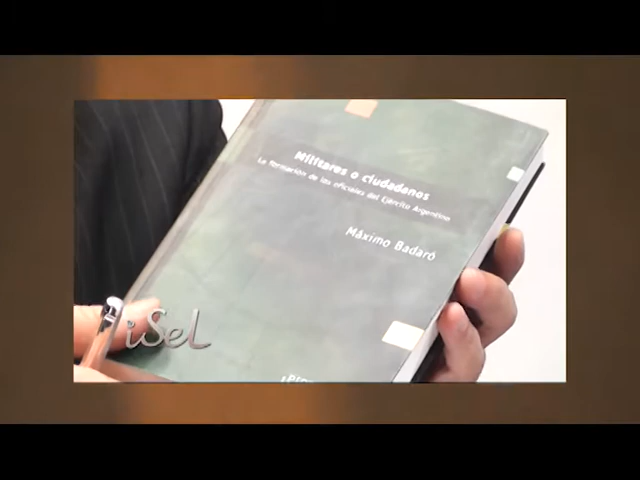 Militares o ciudadanos
La formación de los oficiales del Ejército Argentino
Máximo Badaró
iSeL